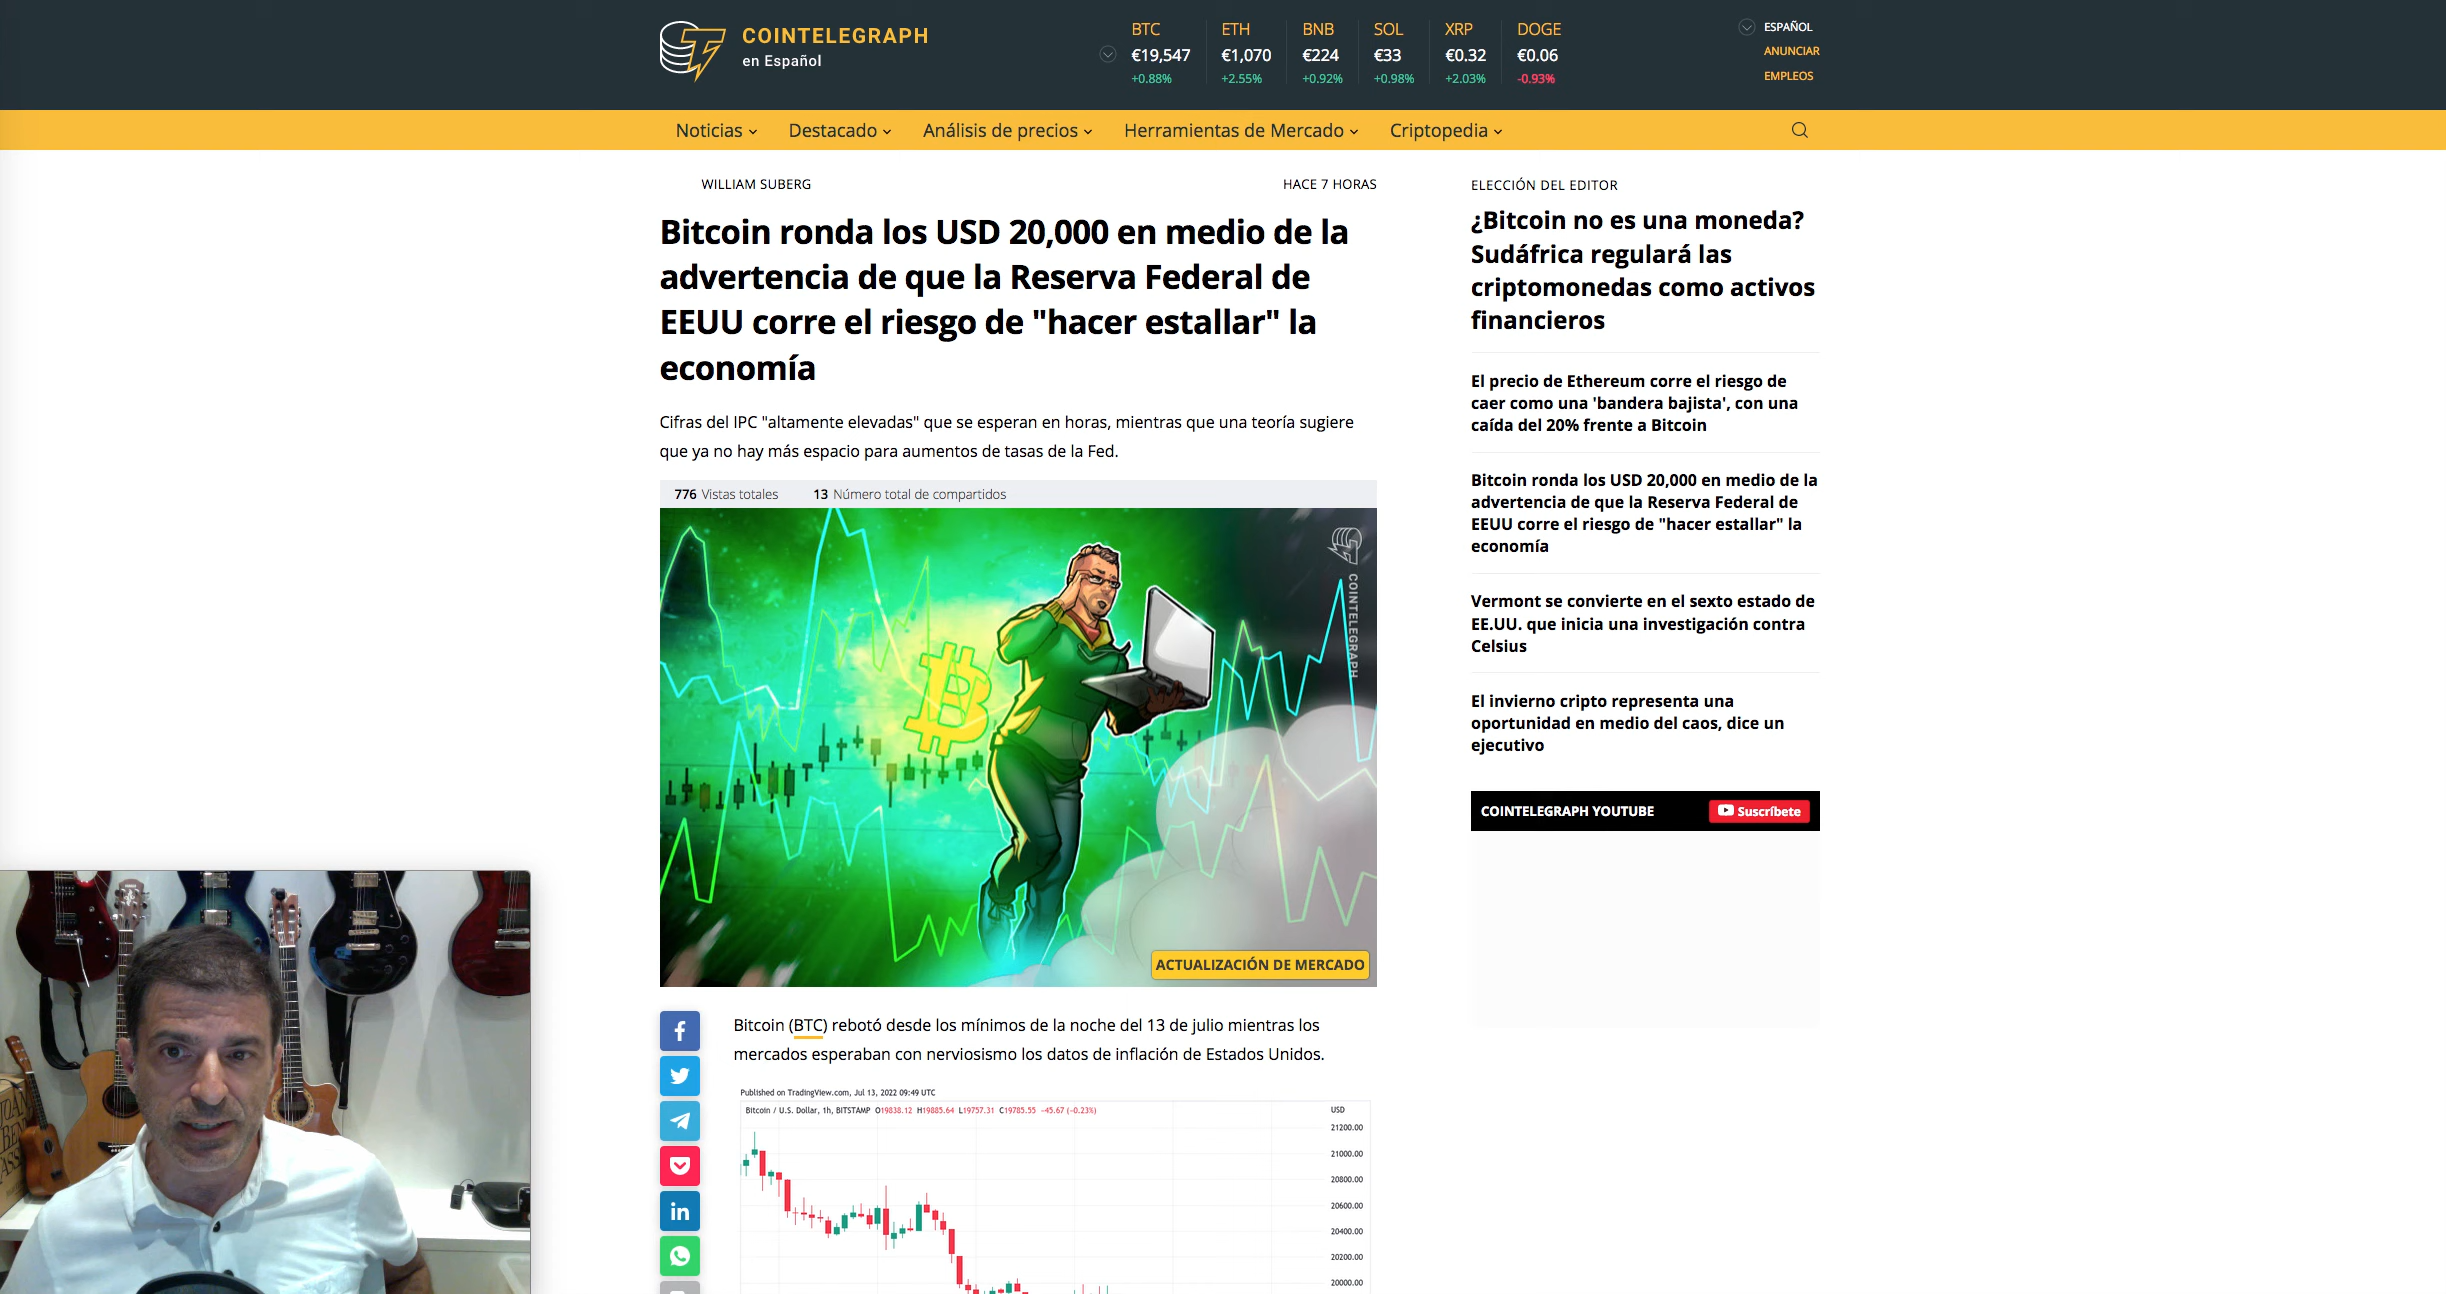 COINTELEGRAPH
en Español
BTC
€19,547
+0.88%
ETH
€1,070
+2.55%
BNB
€224
+0.92%
SOL
€33
+0.98%
XRP
€0.32
+2.03%
DOGE
€0.06
-0.93%
ESPAÑOL
ANUNCIAR
EMPLEOS
Noticias
Destacado
Análisis de precios
Herramientas de Mercado
Criptopedia
WILLIAM SUBERG
HACE 7 HORAS
Bitcoin ronda los USD 20,000 en medio de la
advertencia de que la Reserva Federal de
EEUU corre el riesgo de "hacer estallar" la
economía
Cifras del IPC "altamente elevadas" que se esperan en horas, mientras que una teoría sugiere
que ya no hay más espacio para aumentos de tasas de la Fed.
776 Vistas totales
13 Número total de compartidos
COINTELEGRAPH
ACTUALIZACIÓN DE MERCADO
Bitcoin (BTC) rebotó desde los mínimos de la noche del 13 de julio mientras los
mercados esperaban con nerviosismo los datos de inflación de Estados Unidos.
Published on TradingView.com, Jul 13, 2022 09:49 UTC
Bitcoin / U.S. Dollar, 1h, BITSTAMP O19838.12 H19885.64 L19757.31 C19785.55 -45.67 (-0.23%)
USD
21200.00
21000.00
20800.00
20600.00
20400.00
20200.00
20000.00
ELECCIÓN DEL EDITOR
¿Bitcoin no es una moneda?
Sudáfrica regulará las
criptomonedas como activos
financieros
El precio de Ethereum corre el riesgo de
caer como una 'bandera bajista', con una
caída del 20% frente a Bitcoin
Bitcoin ronda los USD 20,000 en medio de la
advertencia de que la Reserva Federal de
EEUU corre el riesgo de "hacer estallar" la
economía
Vermont se convierte en el sexto estado de
EE.UU. que inicia una investigación contra
Celsius
El invierno cripto representa una
oportunidad en medio del caos, dice un
ejecutivo
COINTELEGRAPH YOUTUBE
Suscríbete